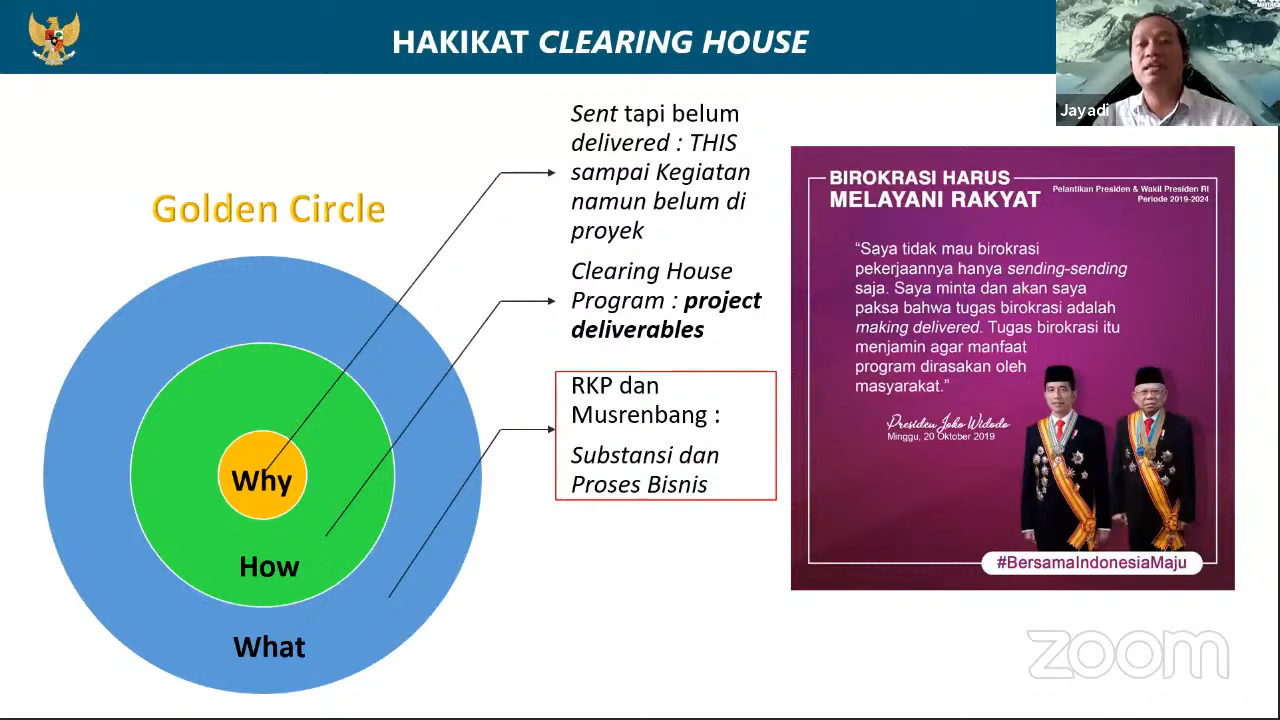 HAKIKAT CLEARING HOUSE
Jayadi
Golden Circle
Why
How
What
Sent tapi belum
delivered : THIS
sampai Kegiatan
namun belum di
proyek
Clearing House
Program : project
deliverables
RKP dan
Musrenbang :
Substansi dan
Proses Bisnis
BIROKRASI HARUS
MELAYANI RAKYAT
Pelantikan Presiden & Wakil Presiden RI
Periode 2019-2024
“Saya tidak mau birokrasi
pekerjaannya hanya sending-sending
saja. Saya minta dan akan saya
paksa bahwa tugas birokrasi adalah
making delivered. Tugas birokrasi itu
menjamin agar manfaat
program dirasakan oleh
masyarakat.”
Presiden Joko Widodo
Minggu, 20 Oktober 2019
#BersamaIndonesiaMaju
zoom